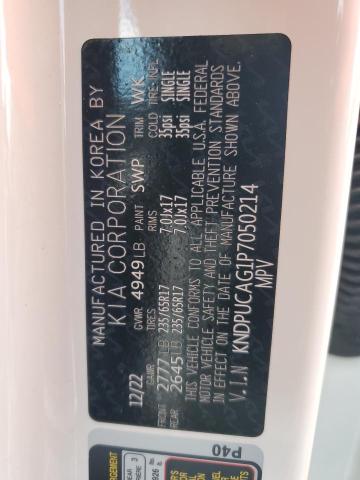 MANUFACTURED IN KOREA BY
KIA CORPORATION
GVWR 4949LB PAINT SWP TRIM WK
12/22 GAWR TIRES RIMS COLD TIRE INFL
FRONT 2772LB 235/65R17 7.0Jx17 35psi SINGLE
REAR 2645LB 235/65R17 7.0Jx17 35psi SINGLE
THIS VEHICLE CONFORMS TO ALL APPLICABLE U.S.A. FEDERAL
MOTOR VEHICLE SAFETY AND THEFT PREVENTION STANDARDS
IN EFFECT ON THE DATE OF MANUFACTURE SHOWN ABOVE.
V.I.N KNDPUCAG1P7050214
MPV
P40